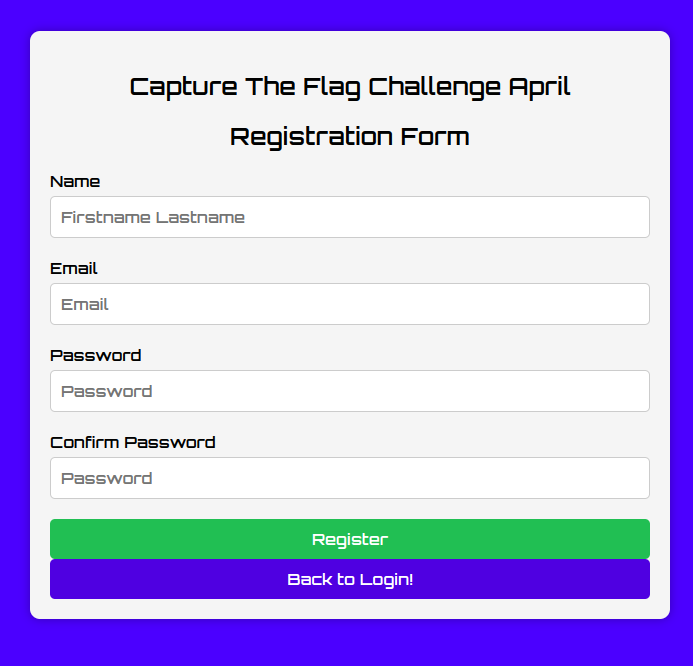 Capture The Flag Challenge April
Registration Form
Name
Firstname Lastname
Email
Email
Password
Password
Confirm Password
Password
Register
Back to Login!